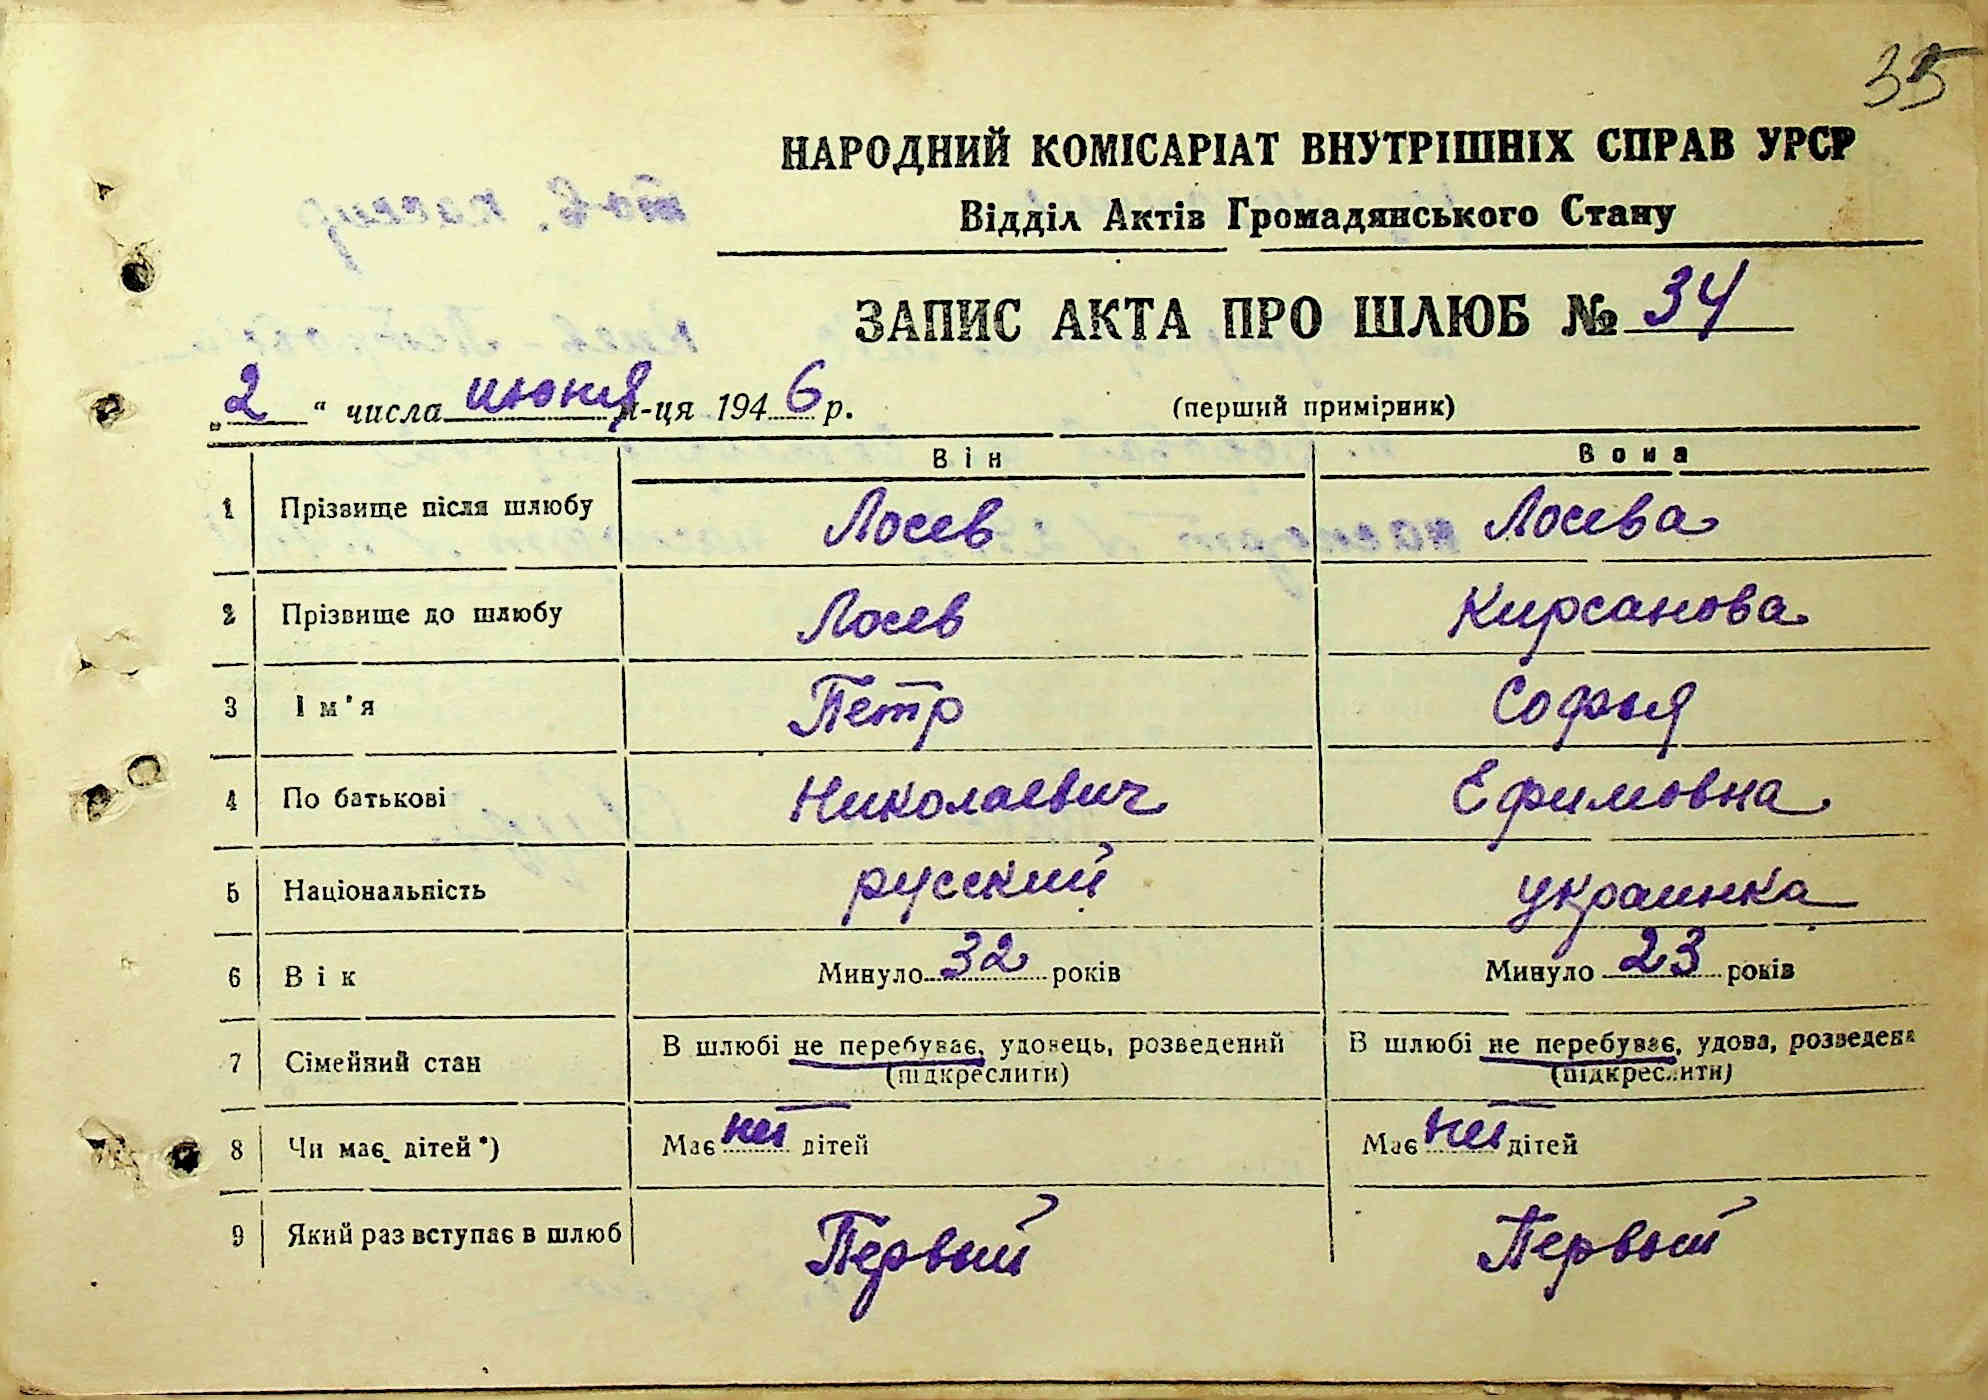 35
НАРОДНИЙ КОМІСАРІАТ ВНУТРІШНІХ СПРАВ УРСР
Відділ Актів Громадянського Стану
ЗАПИС АКТА ПРО ШЛЮБ № 34
„2“ числа июня м-ця 1946 р. (перший примірник)
Він Вона
1 Прізвище після шлюбу Лосев Лосева
2 Прізвище до шлюбу Лосев Кирсанова
3 Ім'я Петр Софья
4 По батькові Николаевич Ефимовна
5 Національність русский украинка
6 Вік Минуло 32 років Минуло 23 років
7 Сімейний стан В шлюбі не перебуває, удовець, розведений (підкреслити) В шлюбі не перебуває, удова, розведена (підкреслити)
8 Чи має дітей *) Має нет дітей Має нет дітей
9 Який раз вступає в шлюб Первый Первый